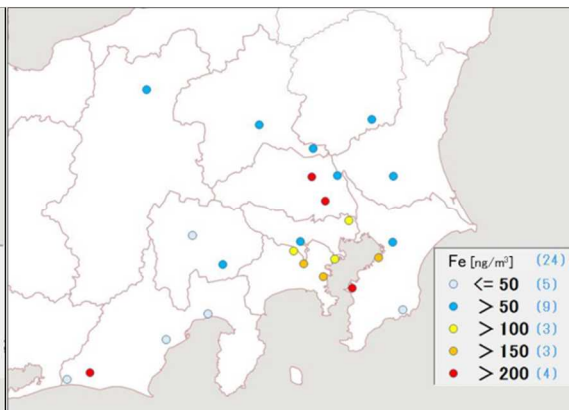 Fe [ng/m³] (24)
<= 50 (5)
> 50 (9)
> 100 (3)
> 150 (3)
> 200 (4)